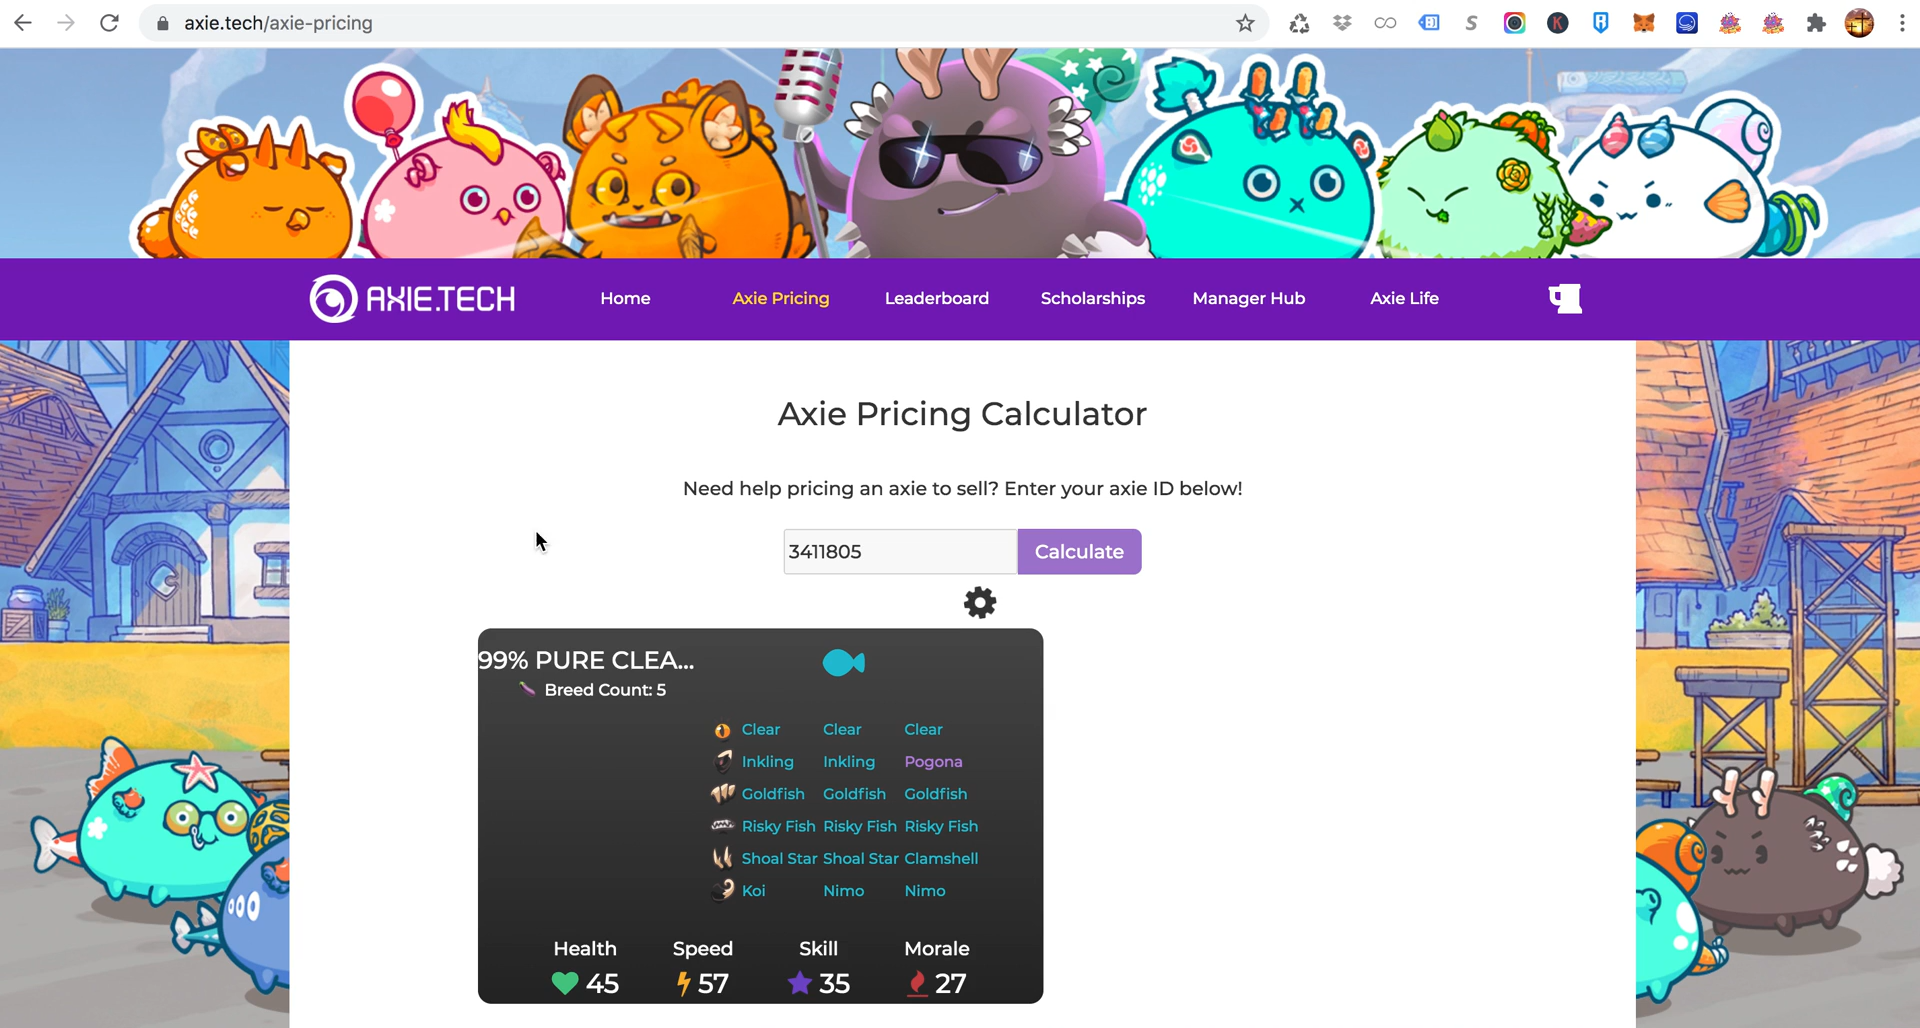 axie.tech/axie-pricing
AXIE.TECH
Home
Axie Pricing
Leaderboard
Scholarships
Manager Hub
Axie Life
Axie Pricing Calculator
Need help pricing an axie to sell? Enter your axie ID below!
3411805
Calculate
99% PURE CLEA...
Breed Count: 5
Clear Clear Clear
Inkling Inkling Pogona
Goldfish Goldfish Goldfish
Risky Fish Risky Fish Risky Fish
Shoal Star Shoal Star Clamshell
Koi Nimo Nimo
Health Speed Skill Morale
45 57 35 27